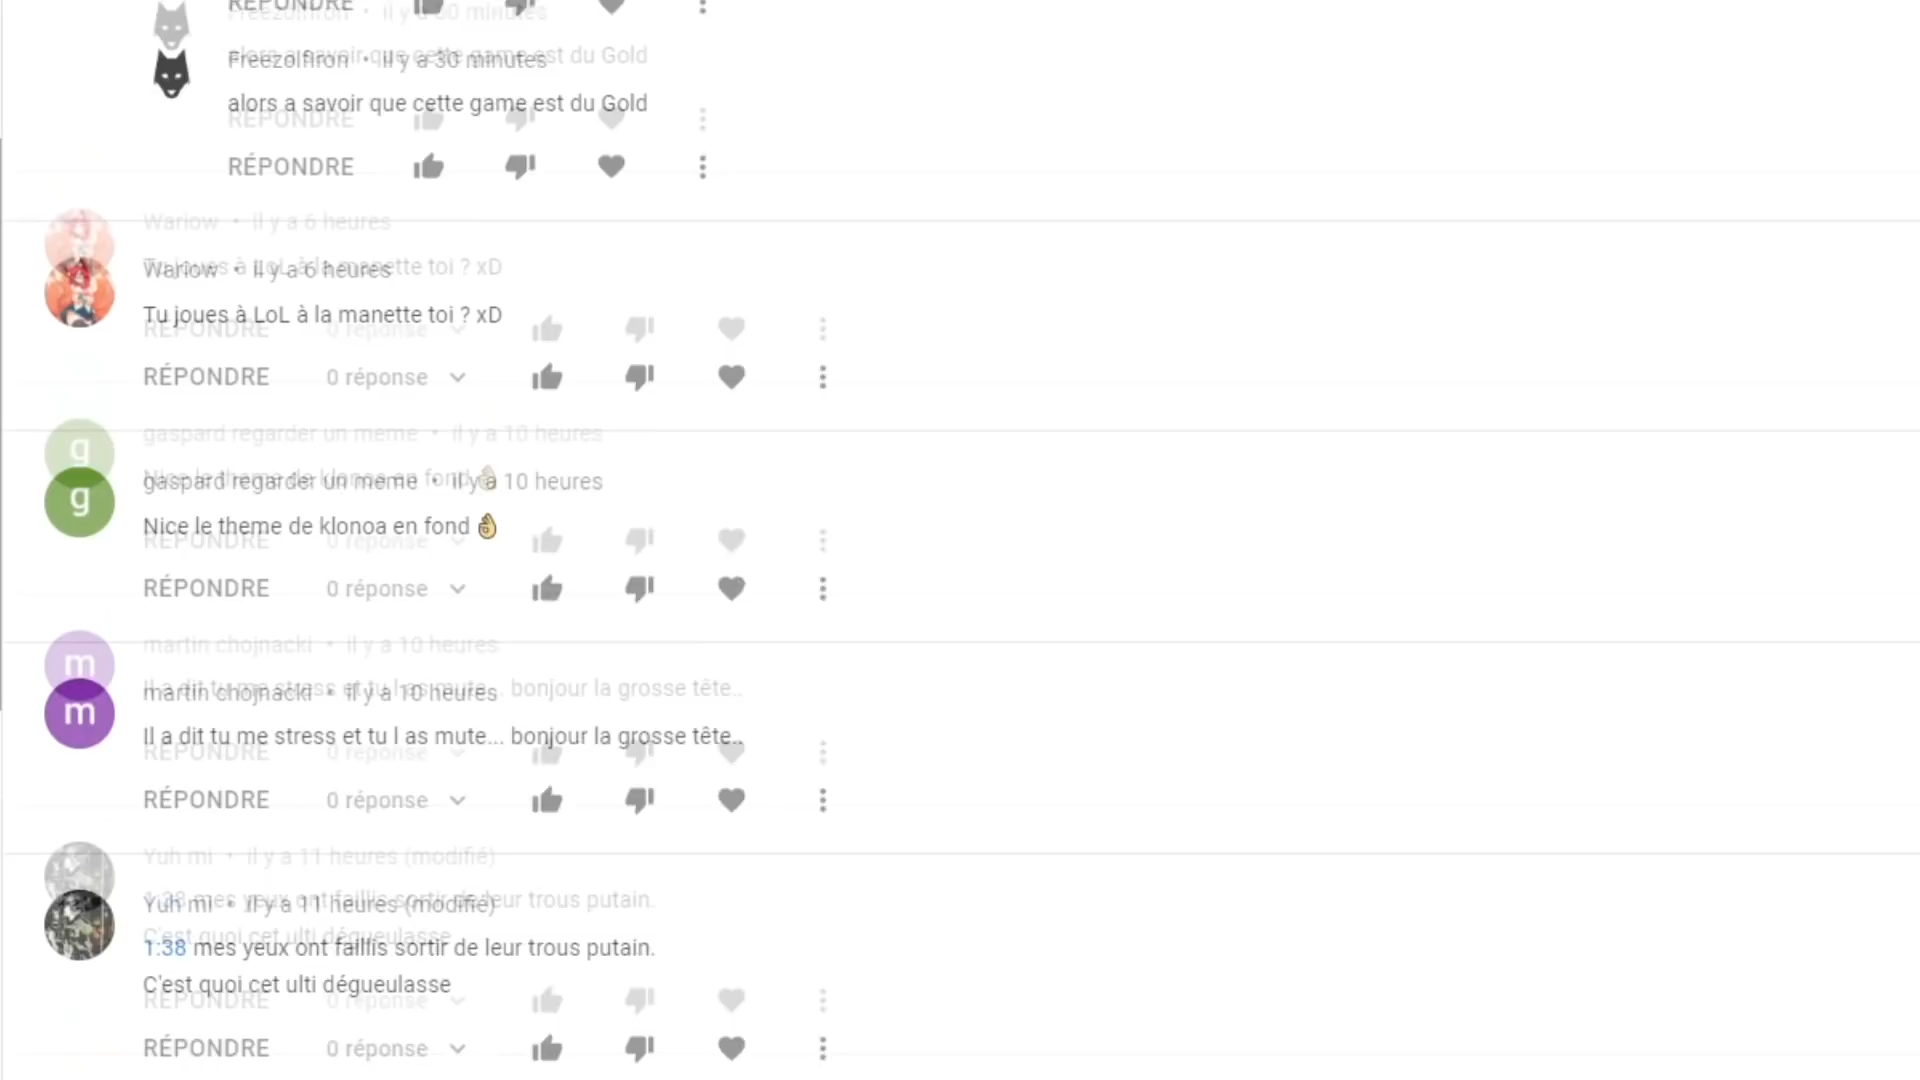 RÉPONDRE
Freezolfiron • il y a 30 minutes
alors a savoir que cette game est du Gold
RÉPONDRE
Warlow • il y a 6 heures
Tu joues à LoL à la manette toi ? xD
RÉPONDRE 0 réponse
g
gaspard regarder un meme • il y a 10 heures
Nice le theme de klonoa en fond 👌
RÉPONDRE 0 réponse
m
martin chojnacki • il y a 10 heures
Il a dit tu me stress et tu l as mute... bonjour la grosse tête..
RÉPONDRE 0 réponse
Yuh mi • il y a 11 heures (modifié)
1:38 mes yeux ont faillis sortir de leur trous putain.
C'est quoi cet ulti dégueulasse
RÉPONDRE 0 réponse